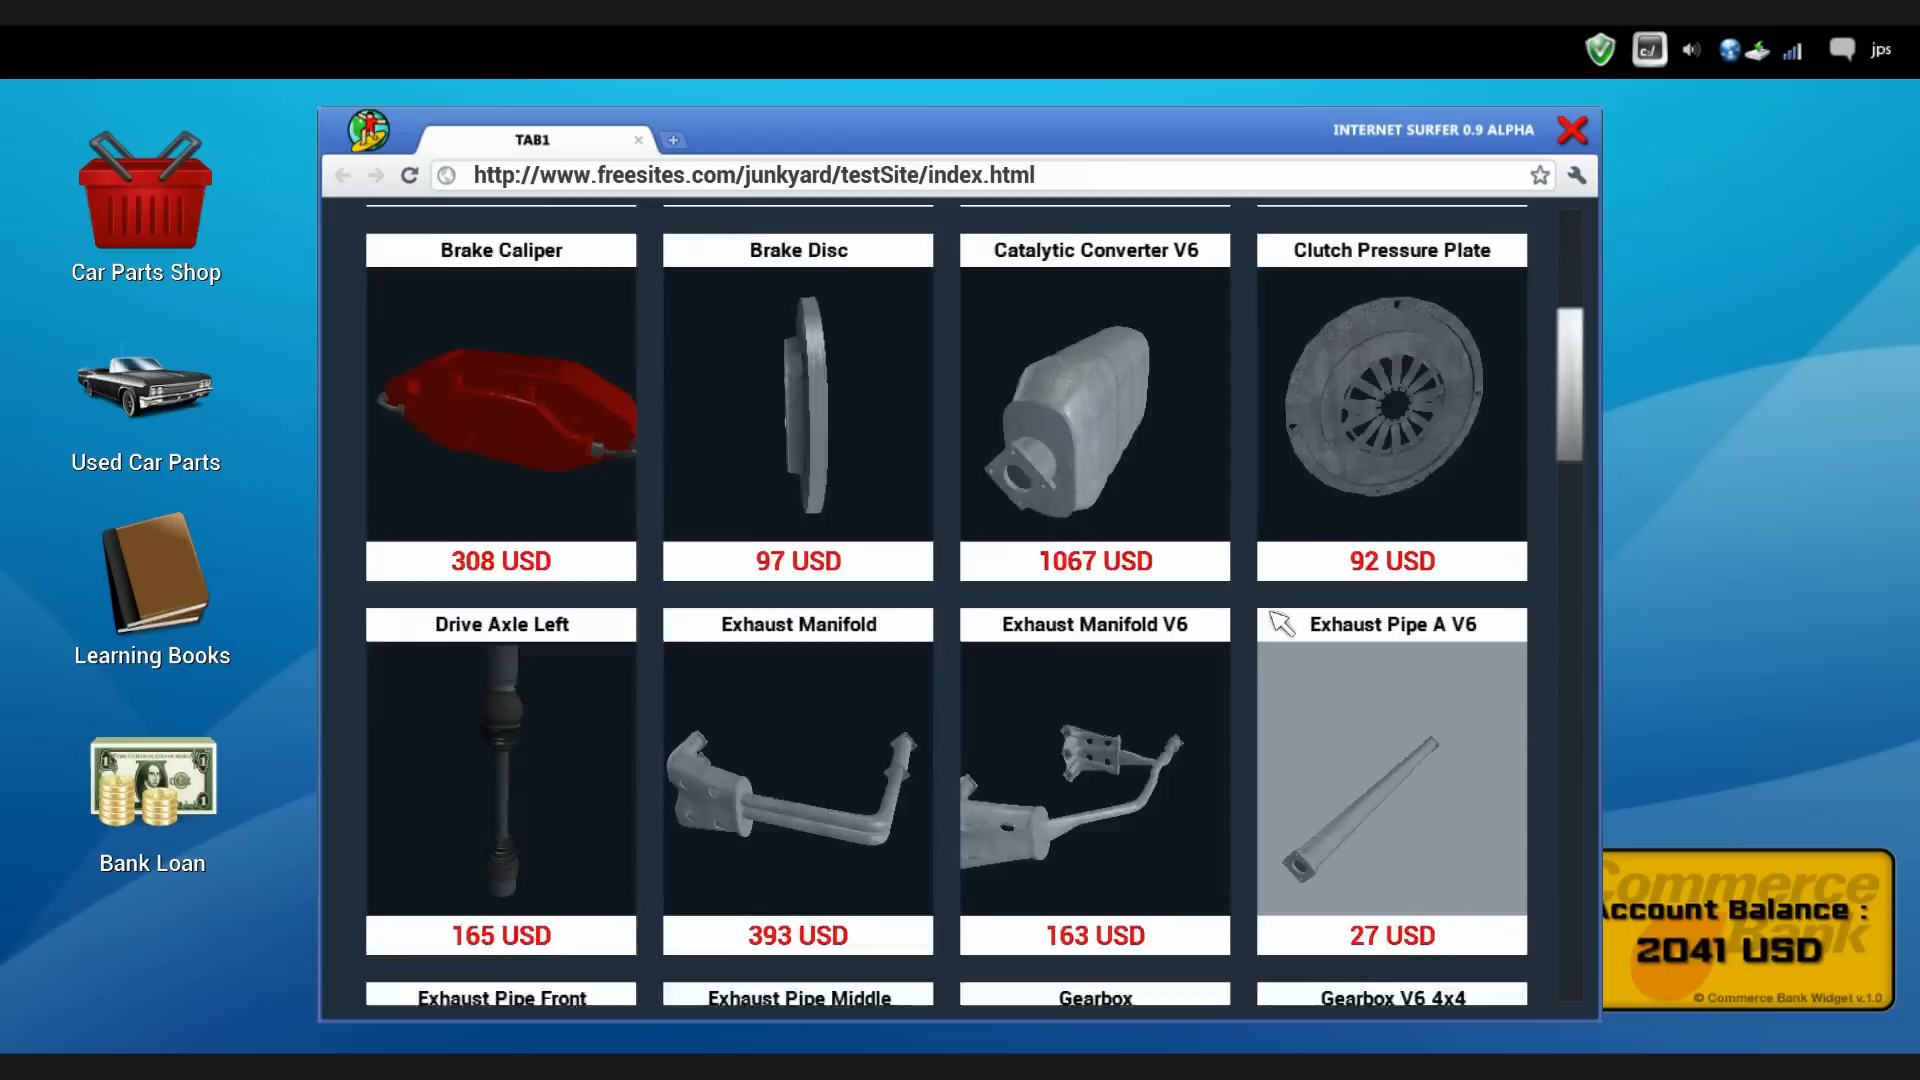 c:/
jps
TAB1
INTERNET SURFER 0.9 ALPHA
http://www.freesites.com/junkyard/testSite/index.html
Car Parts Shop
Used Car Parts
Learning Books
Bank Loan
Brake Caliper
Brake Disc
Catalytic Converter V6
Clutch Pressure Plate
308 USD
97 USD
1067 USD
92 USD
Drive Axle Left
Exhaust Manifold
Exhaust Manifold V6
Exhaust Pipe A V6
165 USD
393 USD
163 USD
27 USD
Exhaust Pipe Front
Exhaust Pipe Middle
Gearbox
Gearbox V6 4x4
Commerce
Bank
Account Balance :
2041 USD
© Commerce Bank Widget v.1.0